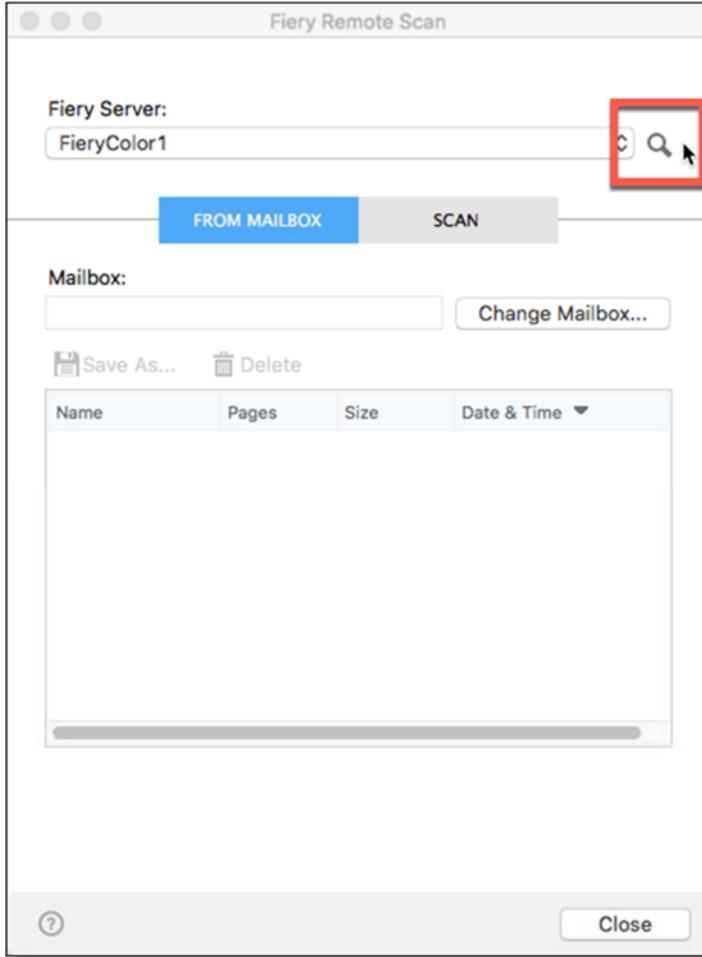 Fiery Remote Scan
Fiery Server:
FieryColor1
FROM MAILBOX SCAN
Mailbox:
Change Mailbox...
Save As... Delete
Name Pages Size Date & Time
?
Close